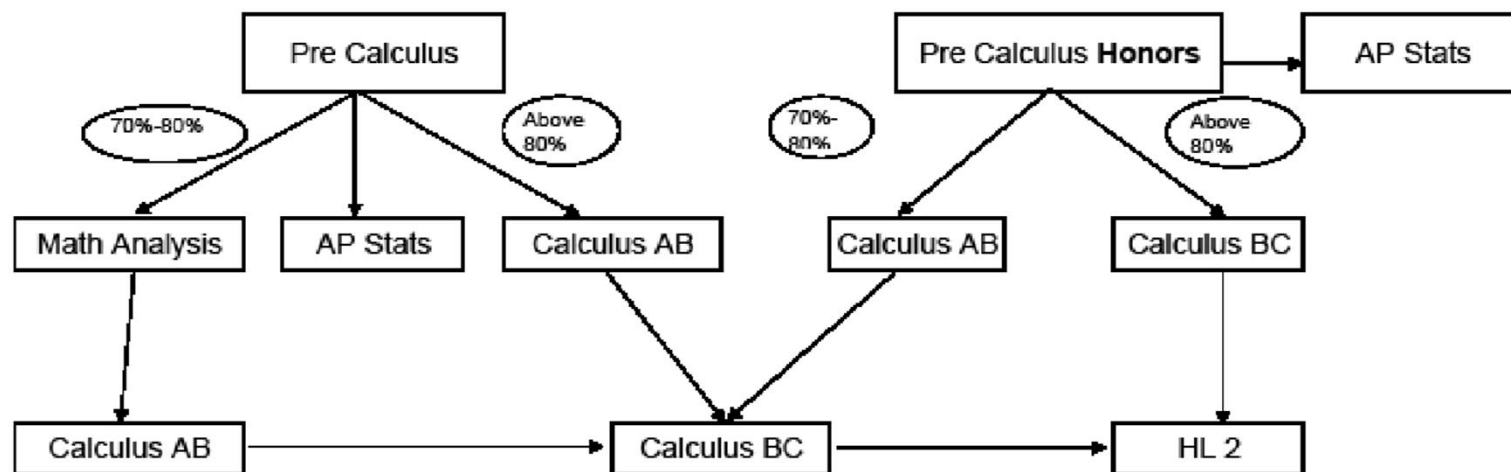 Pre Calculus
Pre Calculus Honors
AP Stats
70%-80%
Above
80%
70%-
80%
Above
80%
Math Analysis
AP Stats
Calculus AB
Calculus AB
Calculus BC
Calculus AB
Calculus BC
HL 2